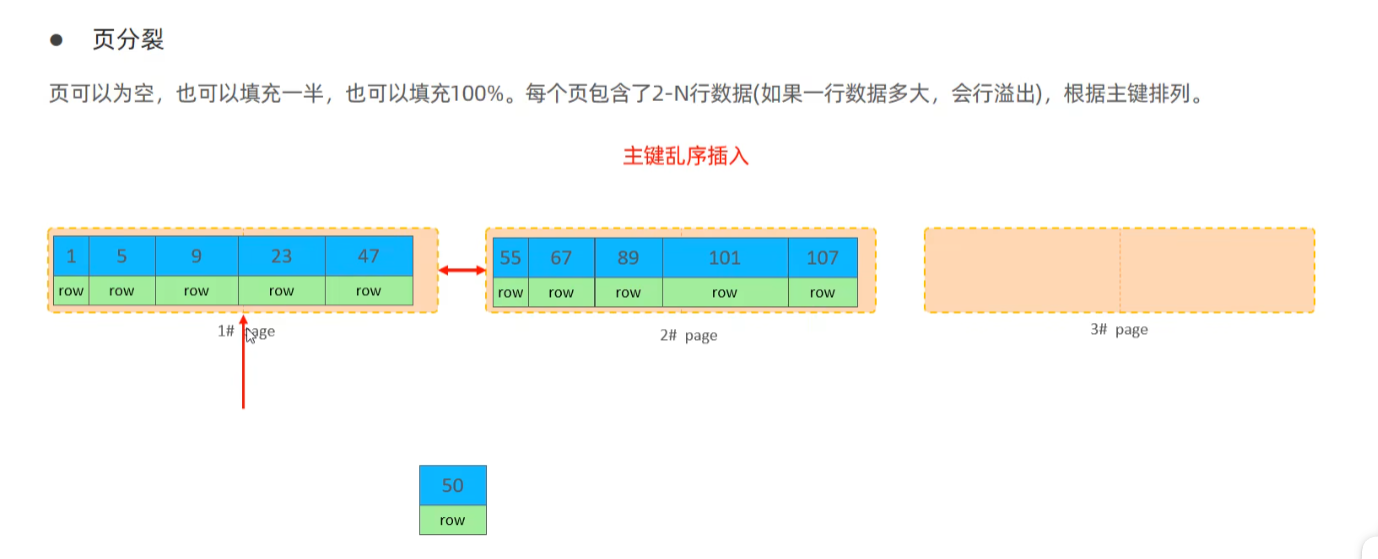 ● 页分裂
页可以为空，也可以填充一半，也可以填充100%。每个页包含了2-N行数据(如果一行数据多大，会行溢出)，根据主键排列。
主键乱序插入
1 5 9 23 47
row row row row row
55 67 89 101 107
row row row row row
1# page
2# page
3# page
50
row